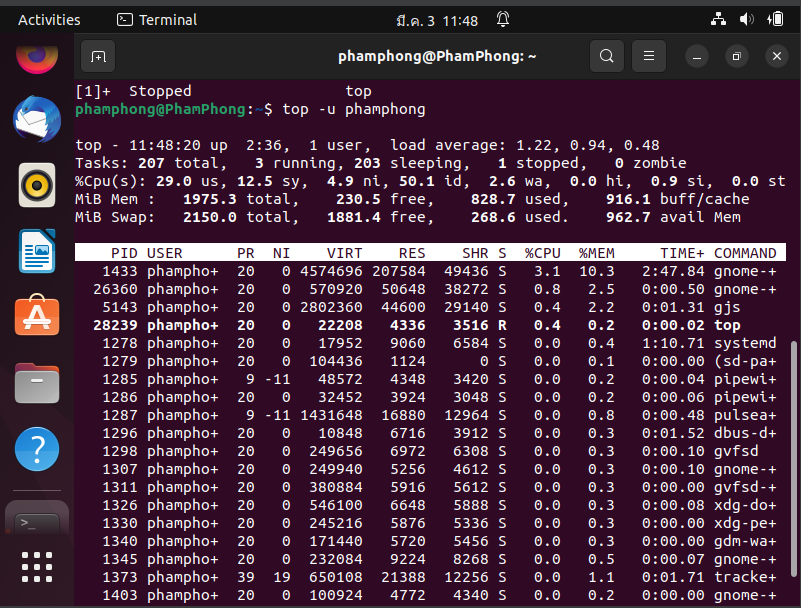 Activities Terminal มี.ค. 3 11:48
phamphong@PhamPhong: ~
[1]+  Stopped                 top
phamphong@PhamPhong:~$ top -u phamphong
top - 11:48:20 up  2:36,  1 user,  load average: 1.22, 0.94, 0.48
Tasks: 207 total,   3 running, 203 sleeping,   1 stopped,   0 zombie
%Cpu(s): 29.0 us, 12.5 sy,  4.9 ni, 50.1 id,  2.6 wa,  0.0 hi,  0.9 si,  0.0 st
MiB Mem :   1975.3 total,    230.5 free,    828.7 used,    916.1 buff/cache
MiB Swap:   2150.0 total,   1881.4 free,    268.6 used.    962.7 avail Mem
    PID USER      PR  NI    VIRT    RES    SHR S  %CPU  %MEM     TIME+ COMMAND
   1433 phampho+  20   0 4574696 207584  49436 S   3.1  10.3   2:47.84 gnome-+
  26360 phampho+  20   0  570920  50648  38272 S   0.8   2.5   0:00.50 gnome-+
   5143 phampho+  20   0 2802360  44600  29140 S   0.4   2.2   0:01.31 gjs
  28239 phampho+  20   0   22208   4336   3516 R   0.4   0.2   0:00.02 top
   1278 phampho+  20   0   17952   9060   6584 S   0.0   0.4   1:10.71 systemd
   1279 phampho+  20   0  104436   1124      0 S   0.0   0.1   0:00.00 (sd-pa+
   1285 phampho+   9 -11   48572   4348   3420 S   0.0   0.2   0:00.04 pipewi+
   1286 phampho+  20   0   32452   3924   3048 S   0.0   0.2   0:00.06 pipewi+
   1287 phampho+   9 -11 1431648  16880  12964 S   0.0   0.8   0:00.48 pulsea+
   1296 phampho+  20   0   10848   6716   3912 S   0.0   0.3   0:01.52 dbus-d+
   1298 phampho+  20   0  249656   6972   6308 S   0.0   0.3   0:00.10 gvfsd
   1307 phampho+  20   0  249940   5256   4612 S   0.0   0.3   0:00.10 gnome-+
   1311 phampho+  20   0  380884   5916   5612 S   0.0   0.3   0:00.00 gvfsd-+
   1326 phampho+  20   0  546100   6648   5888 S   0.0   0.3   0:00.08 xdg-do+
   1330 phampho+  20   0  245216   5876   5336 S   0.0   0.3   0:00.00 xdg-pe+
   1340 phampho+  20   0  171440   5720   5456 S   0.0   0.3   0:00.00 gdm-wa+
   1345 phampho+  20   0  232084   9224   8268 S   0.0   0.5   0:00.07 gnome-+
   1373 phampho+  39  19  650108  21388  12256 S   0.0   1.1   0:01.71 tracke+
   1403 phampho+  20   0  100924   4772   4340 S   0.0   0.2   0:00.00 gnome-+